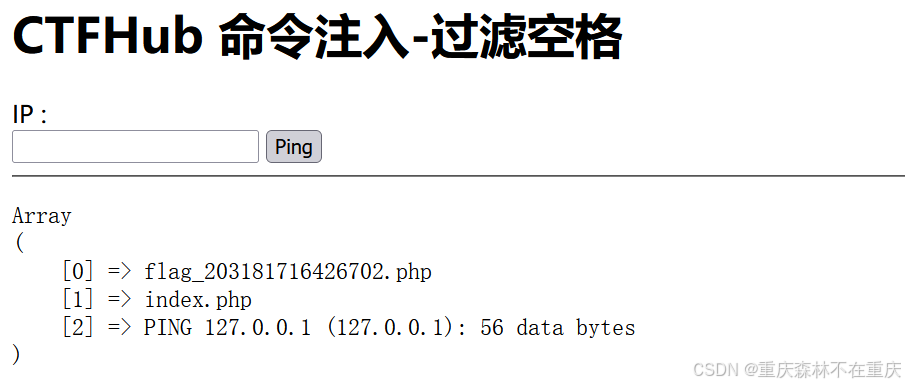 CTFHub 命令注入-过滤空格
IP :
Ping
Array
(
[0] => flag_203181716426702.php
[1] => index.php
[2] => PING 127.0.0.1 (127.0.0.1): 56 data bytes
)
CSDN @重庆森林不在重庆